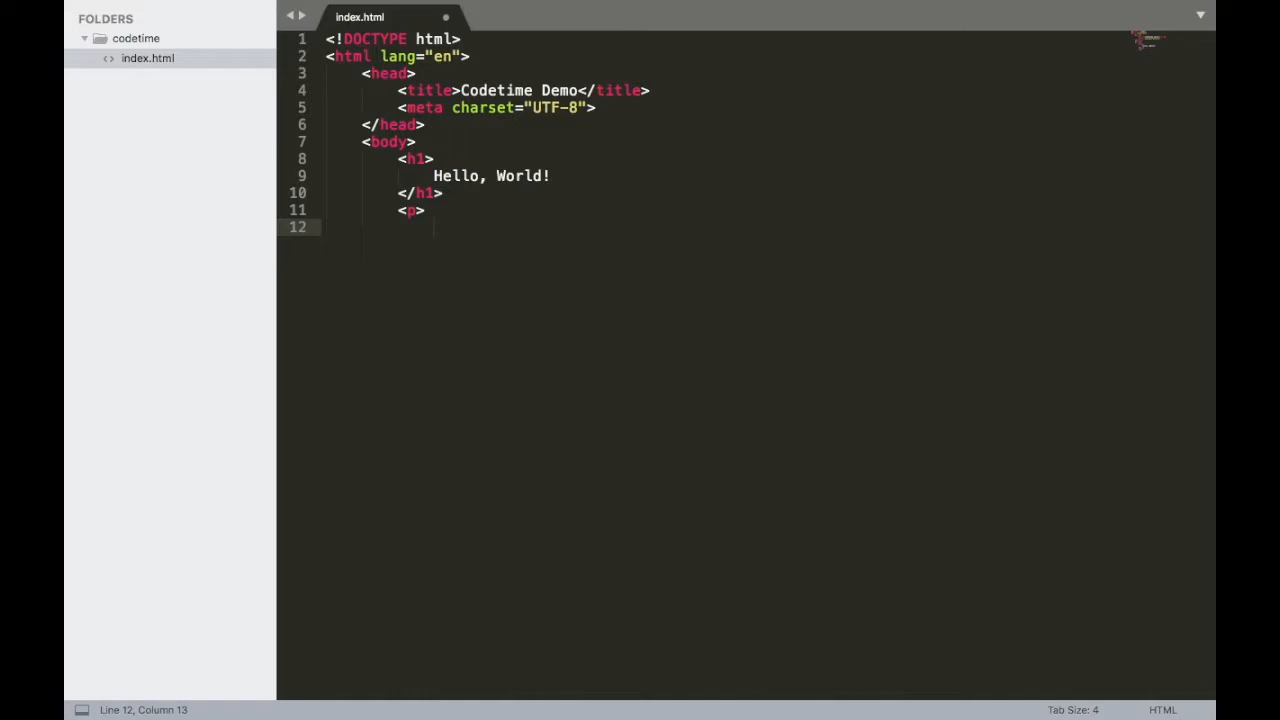 FOLDERS
codetime
<> index.html
index.html
1 <!DOCTYPE html>
2 <html lang="en">
3 <head>
4 <title>Codetime Demo</title>
5 <meta charset="UTF-8">
6 </head>
7 <body>
8 <h1>
9 Hello, World!
10 </h1>
11 <p>
12
Line 12, Column 13
Tab Size: 4
HTML